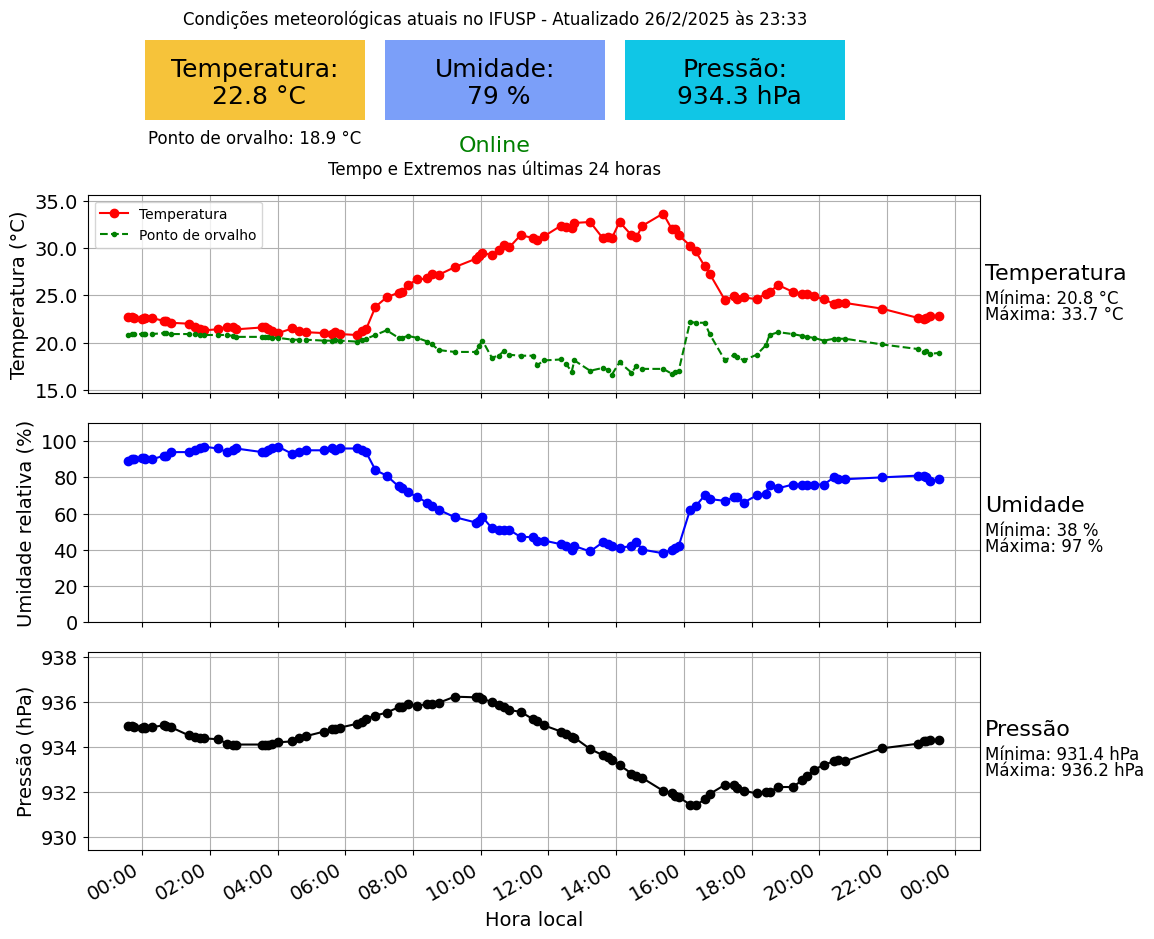 Condições meteorológicas atuais no IFUSP - Atualizado 26/2/2025 às 23:33
Temperatura:
22.8 °C
Umidade:
79 %
Pressão:
934.3 hPa
Ponto de orvalho: 18.9 °C
Online
Tempo e Extremos nas últimas 24 horas
Temperatura (°C)
35.0
30.0
25.0
20.0
15.0
Temperatura
Ponto de orvalho
Temperatura
Mínima: 20.8 °C
Máxima: 33.7 °C
Umidade relativa (%)
100
80
60
40
20
0
Umidade
Mínima: 38 %
Máxima: 97 %
Pressão (hPa)
938
936
934
932
930
Pressão
Mínima: 931.4 hPa
Máxima: 936.2 hPa
00:00 02:00 04:00 06:00 08:00 10:00 12:00 14:00 16:00 18:00 20:00 22:00 00:00
Hora local